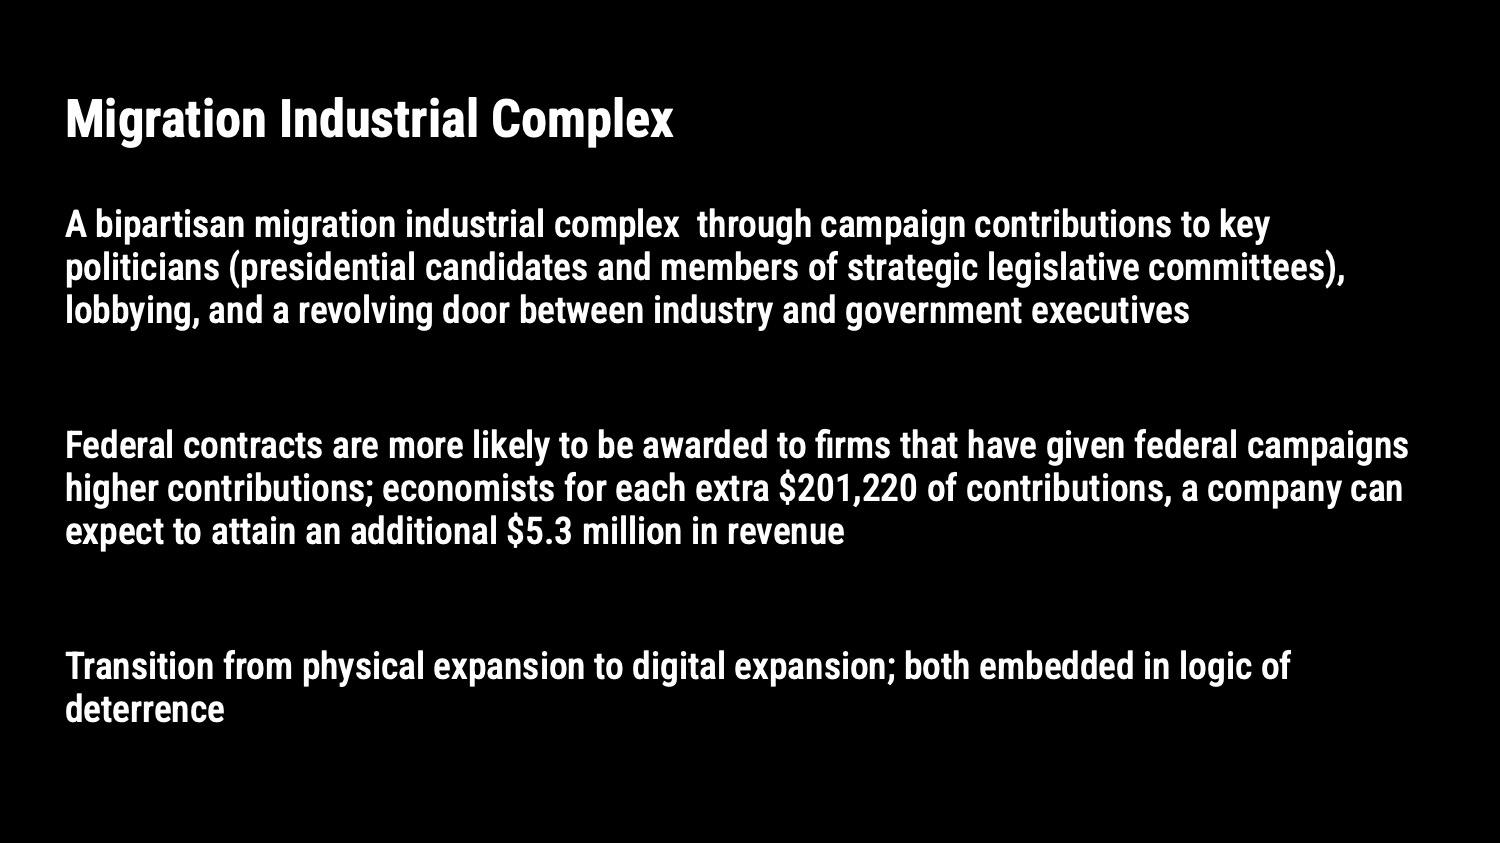 Migration Industrial Complex
A bipartisan migration industrial complex  through campaign contributions to key
politicians (presidential candidates and members of strategic legislative committees),
lobbying, and a revolving door between industry and government executives
Federal contracts are more likely to be awarded to firms that have given federal campaigns
higher contributions; economists for each extra $201,220 of contributions, a company can
expect to attain an additional $5.3 million in revenue
Transition from physical expansion to digital expansion; both embedded in logic of
deterrence